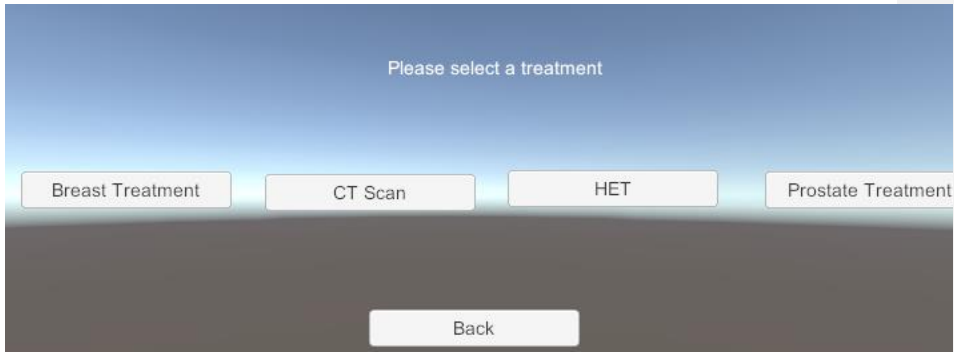 Please select a treatment
Breast Treatment
CT Scan
HET
Prostate Treatment
Back